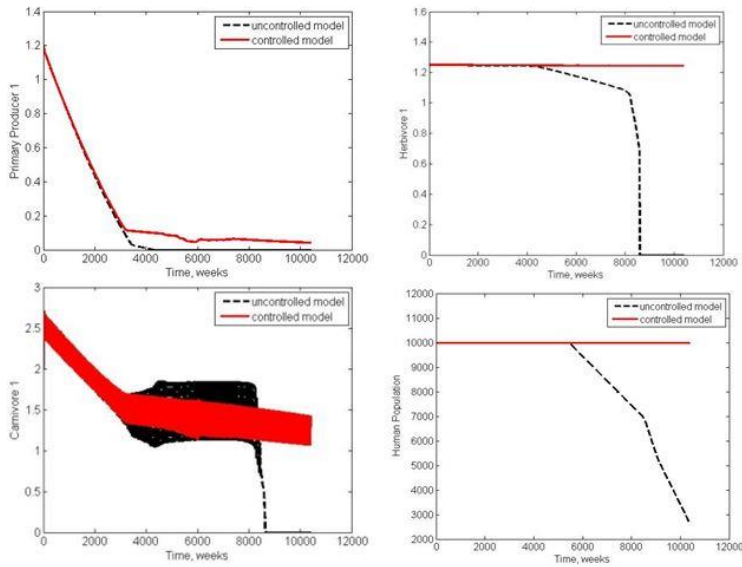 1.4
1.2
1
0.8
0.6
0.4
0.2
0
Primary Producer 1
uncontrolled model
controlled model
0 2000 4000 6000 8000 10000 12000
Time, weeks
1.6
1.4
1.2
1
0.8
0.6
0.4
0.2
0
Herbivore 1
uncontrolled model
controlled model
0 2000 4000 6000 8000 10000 12000
Time, weeks
3
2.5
2
1.5
1
0.5
0
Carnivore 1
uncontrolled model
controlled model
0 2000 4000 6000 8000 10000 12000
Time, weeks
12000
11000
10000
9000
8000
7000
6000
5000
4000
3000
2000
Human Population
uncontrolled model
controlled model
0 2000 4000 6000 8000 10000 12000
Time, weeks